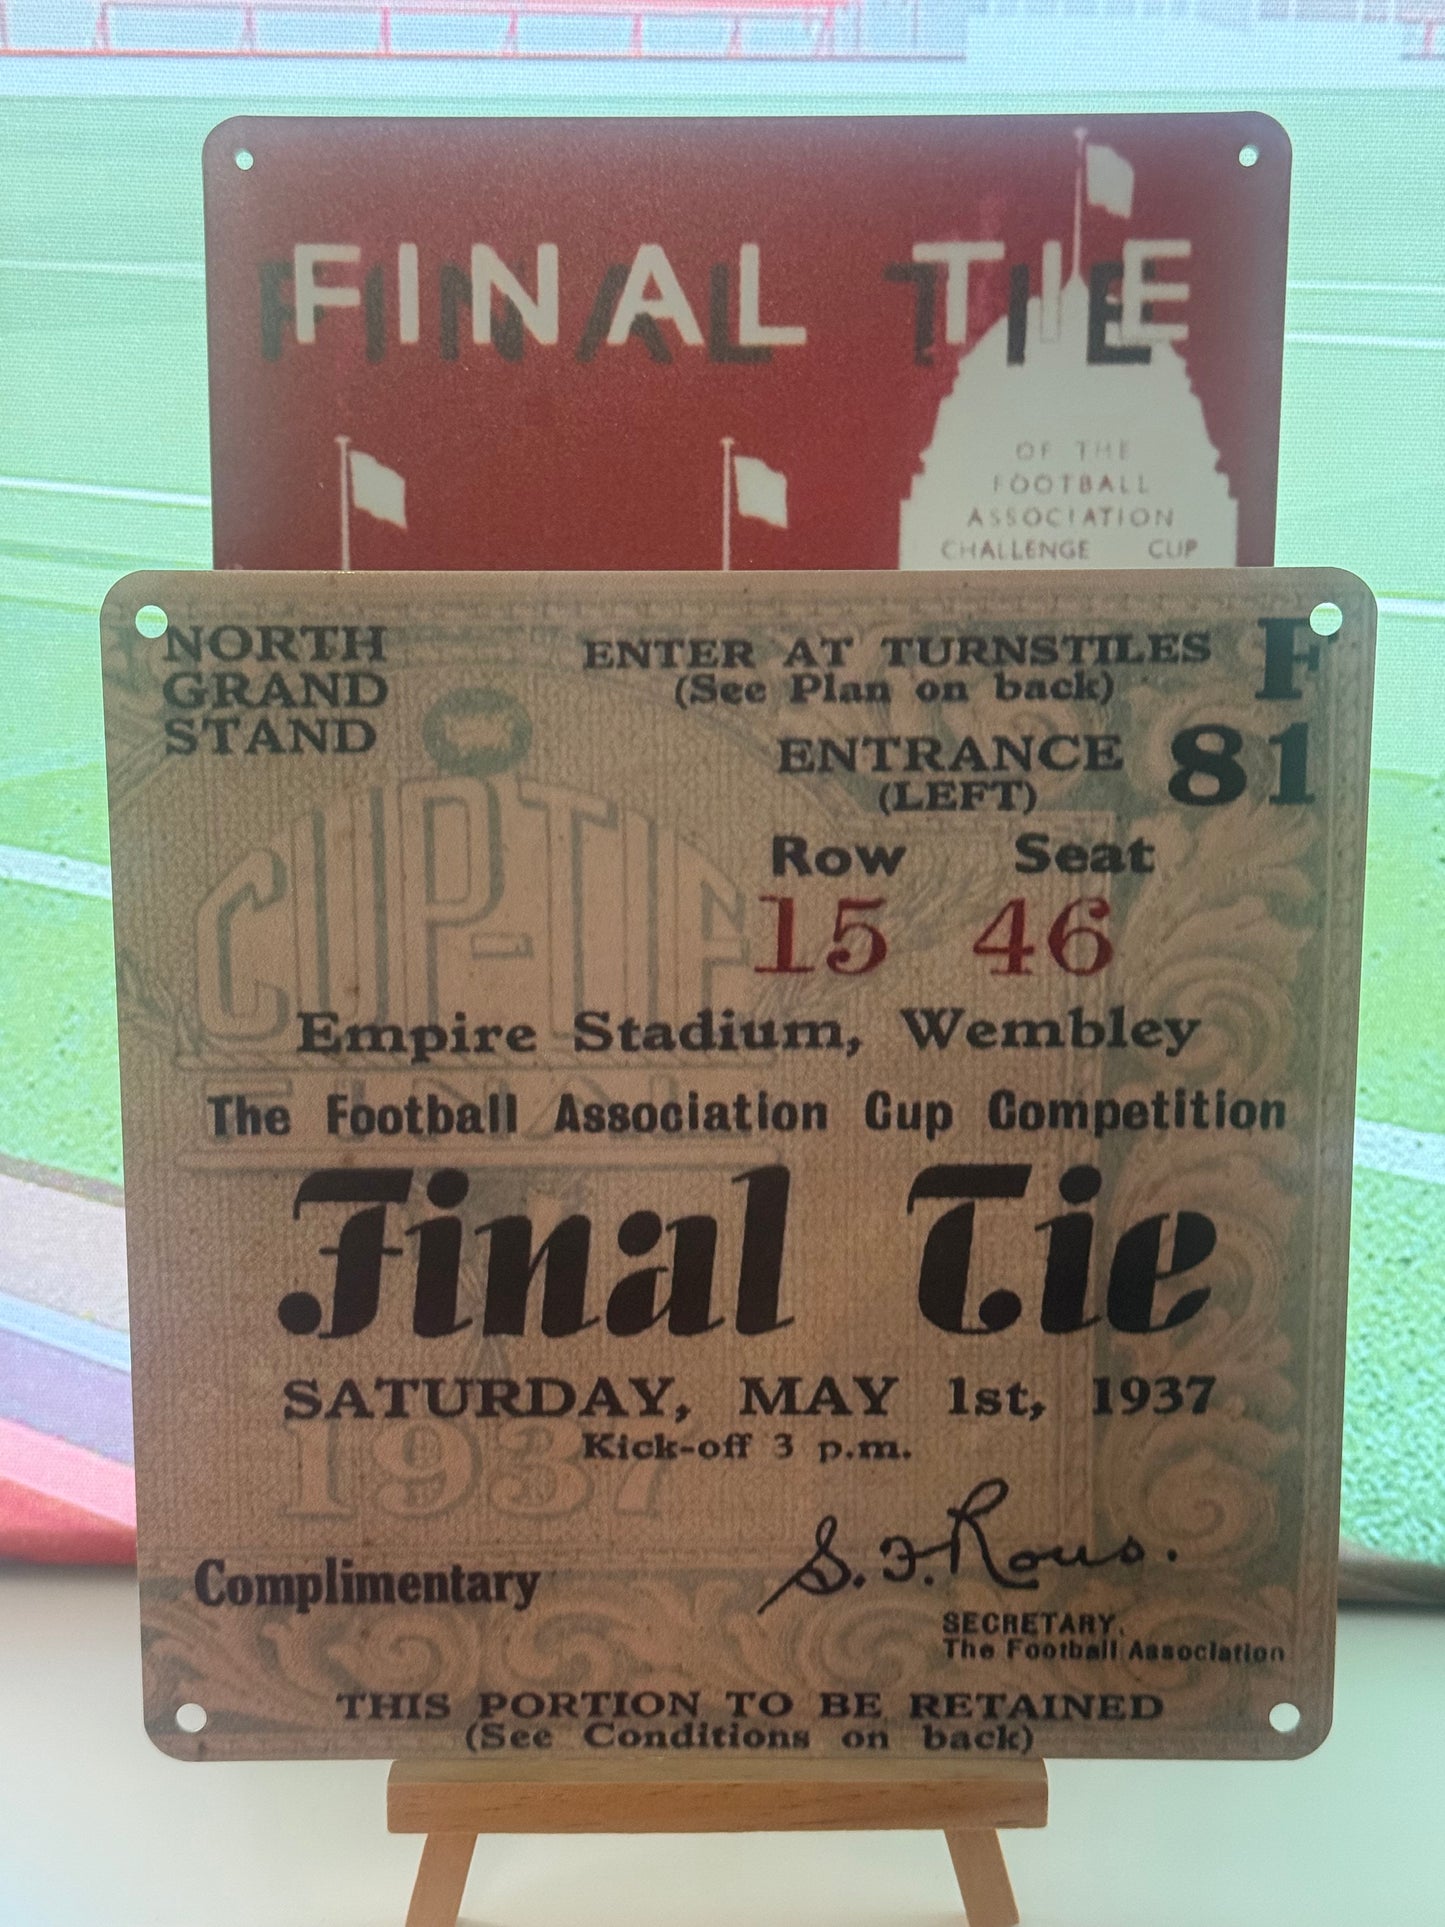 FINAL TIE
OF THE
FOOTBALL
ASSOCIATION
CHALLENGE CUP
NORTH
GRAND
STAND
ENTER AT TURNSTILES
(See Plan on back)
F
ENTRANCE
(LEFT)
81
Row Seat
15 46
CUP-TIE
FINAL
Empire Stadium, Wembley
The Football Association Cup Competition
Final Tie
SATURDAY, MAY 1st, 1937
Kick-off 3 p.m.
1937
Complimentary
S. F. Rous.
SECRETARY.
The Football Association
THIS PORTION TO BE RETAINED
(See Conditions on back)